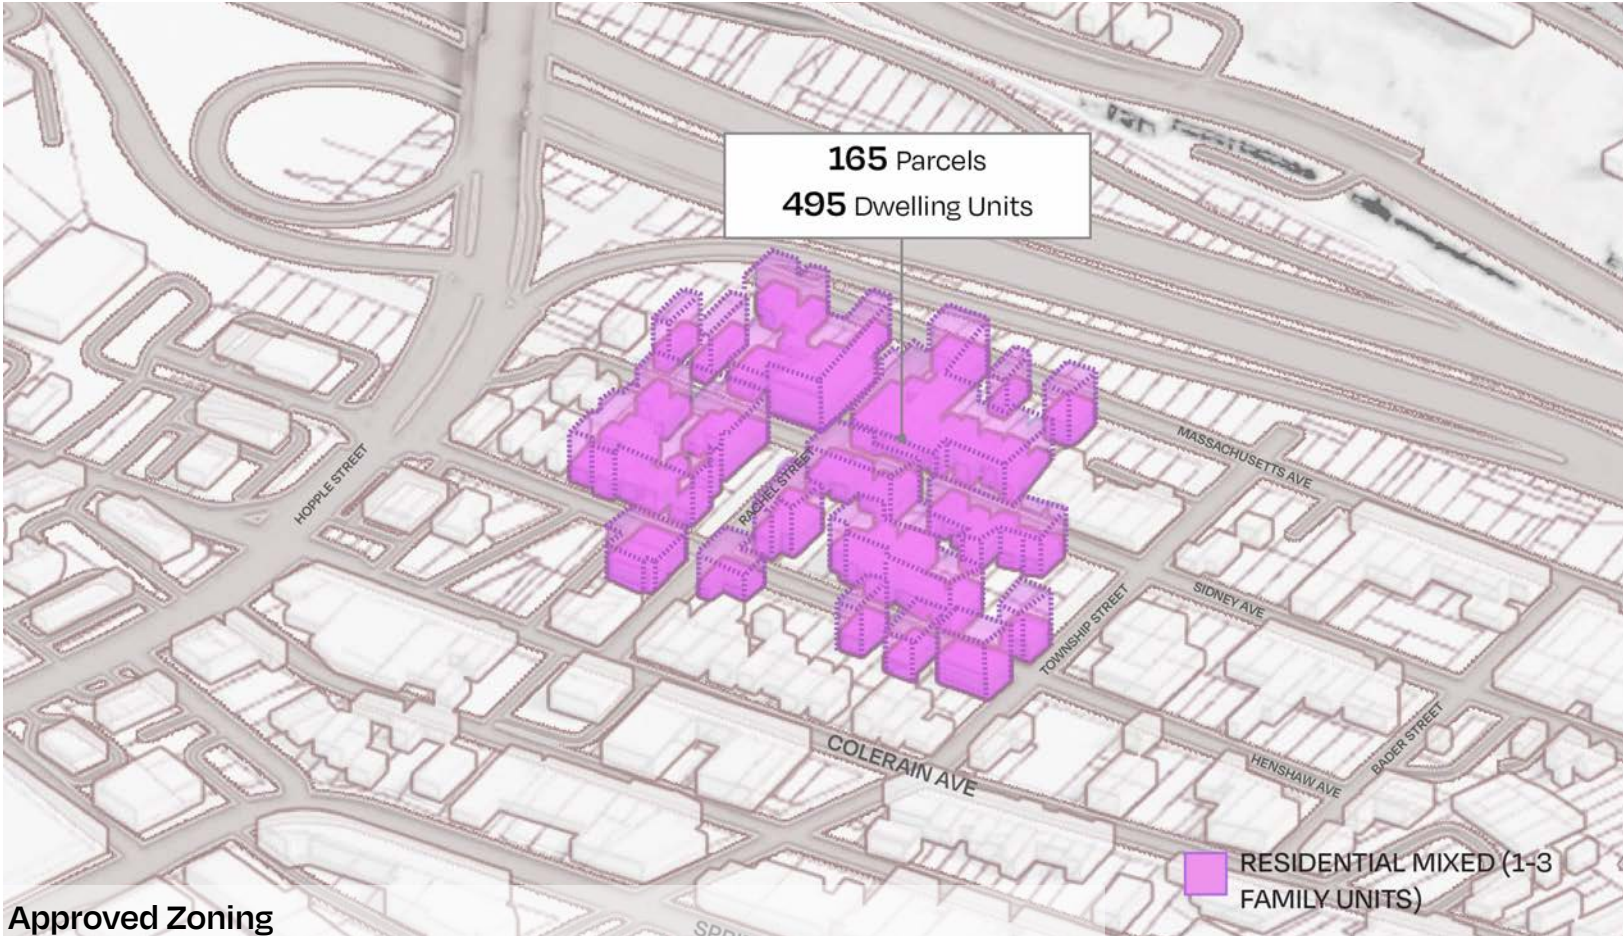 165 Parcels
495 Dwelling Units
HOPPLE STREET
RACHEL STREET
MASSACHUSETTS AVE
SIDNEY AVE
TOWNSHIP STREET
BADER STREET
HENSHAW AVE
COLERAIN AVE
RESIDENTIAL MIXED (1-3
FAMILY UNITS)
Approved Zoning